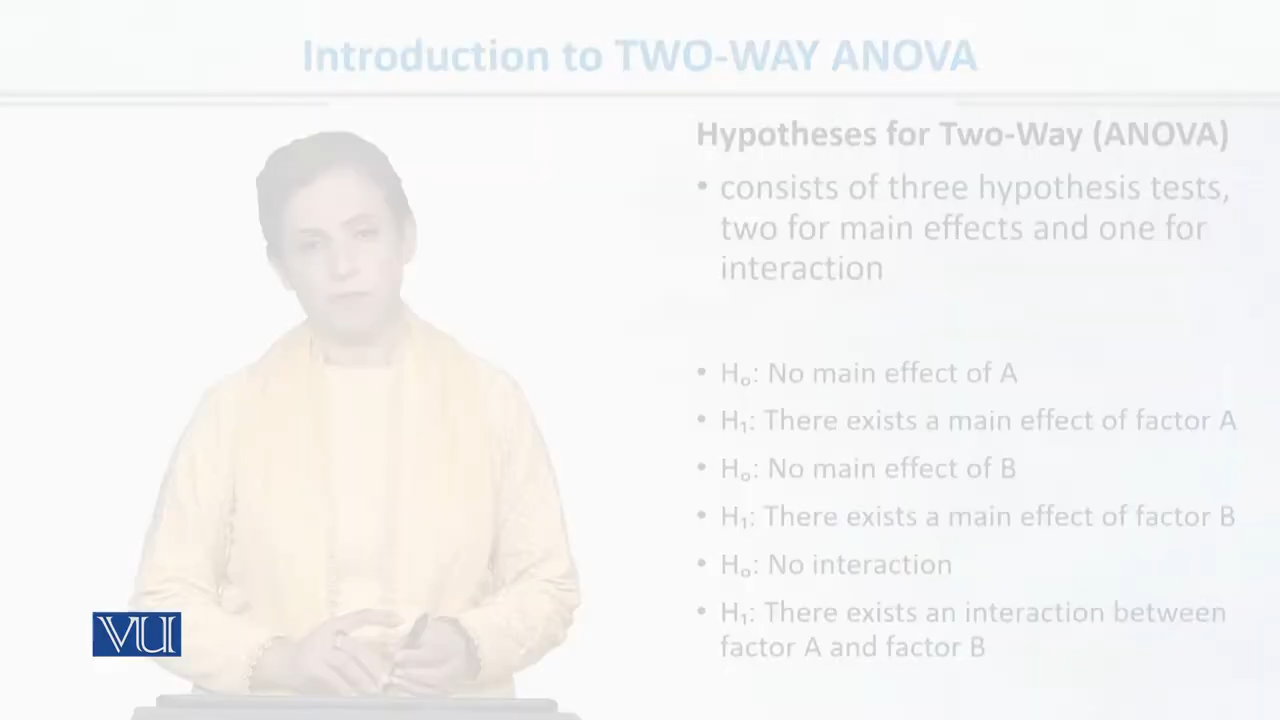 Introduction to TWO-WAY ANOVA
Hypotheses for Two-Way (ANOVA)
• consists of three hypothesis tests,
two for main effects and one for
interaction
• Hₒ: No main effect of A
• H₁: There exists a main effect of factor A
• Hₒ: No main effect of B
• H₁: There exists a main effect of factor B
• Hₒ: No interaction
• H₁: There exists an interaction between
factor A and factor B
VU